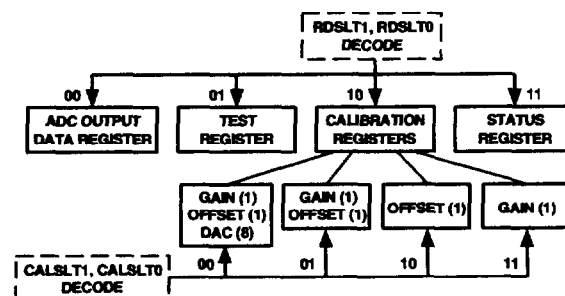 RDSLT1, RDSLT0
DECODE
00
01
10
11
ADC OUTPUT
DATA REGISTER
TEST
REGISTER
CALIBRATION
REGISTERS
STATUS
REGISTER
GAIN (1)
OFFSET (1)
DAC (8)
GAIN (1)
OFFSET (1)
OFFSET (1)
GAIN (1)
00
01
10
11
CALSLT1, CALSLT0
DECODE